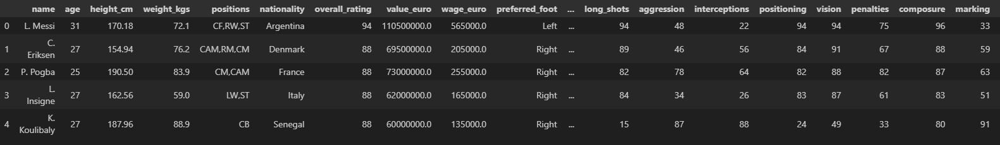 name age height_cm weight_kgs positions nationality overall_rating value_euro wage_euro preferred_foot ... long_shots aggression interceptions positioning vision penalties composure marking
0 L. Messi 31 170.18 72.1 CF,RW,ST Argentina 94 110500000.0 565000.0 Left ... 94 48 22 94 94 75 96 33
1 C. Eriksen 27 154.94 76.2 CAM,RM,CM Denmark 88 69500000.0 205000.0 Right ... 89 46 56 84 91 67 88 59
2 P. Pogba 25 190.50 83.9 CM,CAM France 88 73000000.0 255000.0 Right ... 82 78 64 82 88 82 87 63
3 L. Insigne 27 162.56 59.0 LW,ST Italy 88 62000000.0 165000.0 Right ... 84 34 26 83 87 61 83 51
4 K. Koulibaly 27 187.96 88.9 CB Senegal 88 60000000.0 135000.0 Right ... 15 87 88 24 49 33 80 91